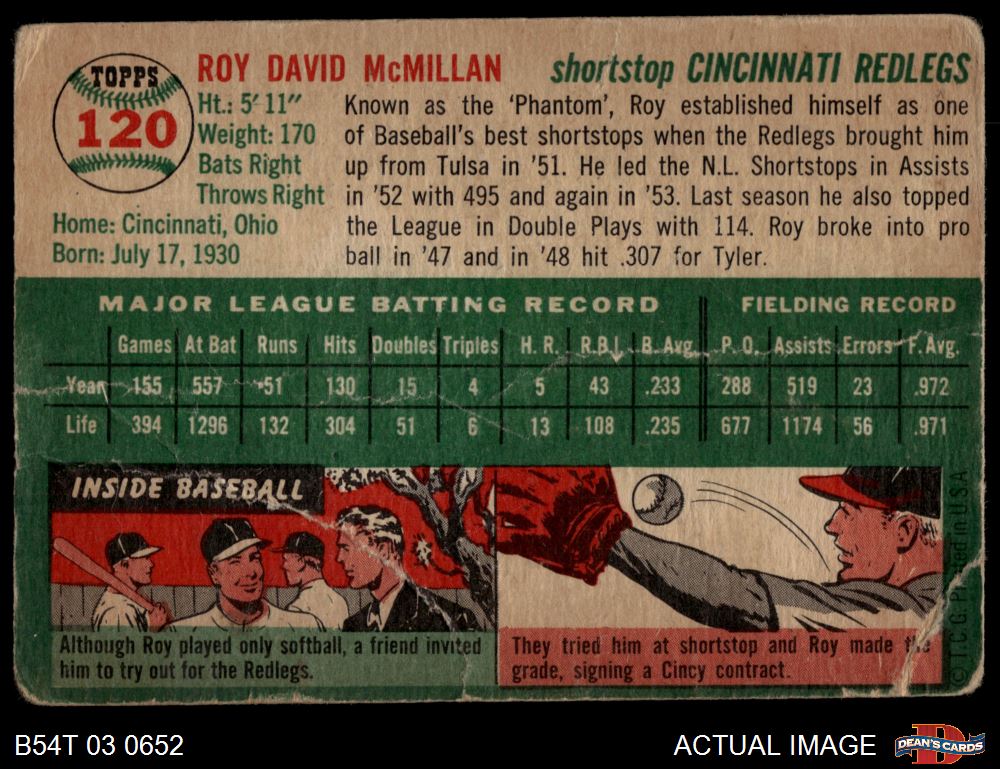 TOPPS
120
ROY DAVID McMILLAN shortstop CINCINNATI REDLEGS
Ht.: 5' 11"
Weight: 170
Bats Right
Throws Right
Home: Cincinnati, Ohio
Born: July 17, 1930
Known as the 'Phantom', Roy established himself as one
of Baseball's best shortstops when the Redlegs brought him
up from Tulsa in '51. He led the N.L. Shortstops in Assists
in '52 with 495 and again in '53. Last season he also topped
the League in Double Plays with 114. Roy broke into pro
ball in '47 and in '48 hit .307 for Tyler.
MAJOR LEAGUE BATTING RECORD FIELDING RECORD
Games At Bat Runs Hits Doubles Triples H. R. R.B.I. B. Avg. P. O. Assists Errors F. Avg.
Year 155 557 51 130 15 4 5 43 .233 288 519 23 .972
Life 394 1296 132 304 51 6 13 108 .235 677 1174 56 .971
INSIDE BASEBALL
Although Roy played only softball, a friend invited
him to try out for the Redlegs.
They tried him at shortstop and Roy made the
grade, signing a Cincy contract.
© T.C.G. Printed in U.S.A.
B54T 03 0652
ACTUAL IMAGE
D
DEAN'S CARDS